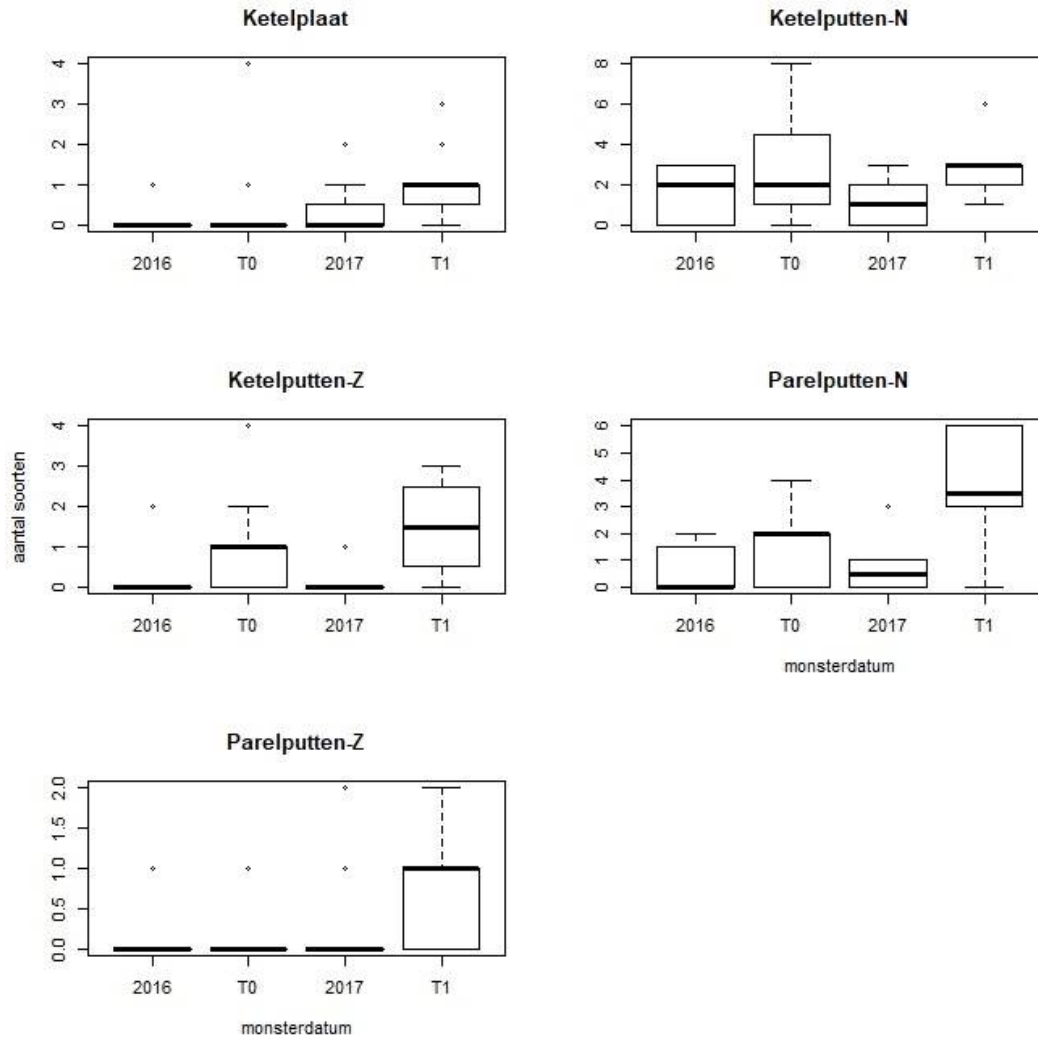 Ketelplaat
4
3
2
1
0
2016 T0 2017 T1
Ketelputten-N
8
6
4
2
0
2016 T0 2017 T1
Ketelputten-Z
aantal soorten
4
3
2
1
0
2016 T0 2017 T1
Parelputten-N
6
5
4
3
2
1
0
2016 T0 2017 T1
monsterdatum
Parelputten-Z
2.0
1.5
1.0
0.5
0.0
2016 T0 2017 T1
monsterdatum